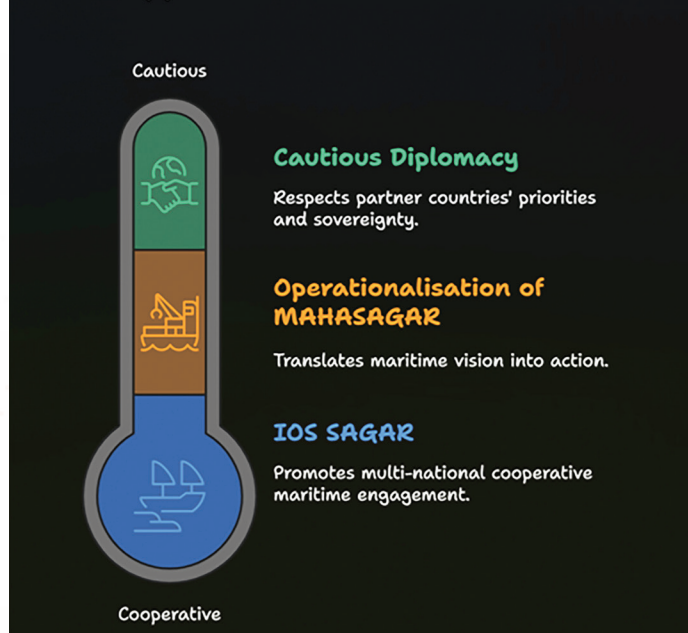 Cautious
Cautious Diplomacy
Respects partner countries' priorities
and sovereignty.
Operationalisation of
MAHASAGAR
Translates maritime vision into action.
IOS SAGAR
Promotes multi-national cooperative
maritime engagement.
Cooperative